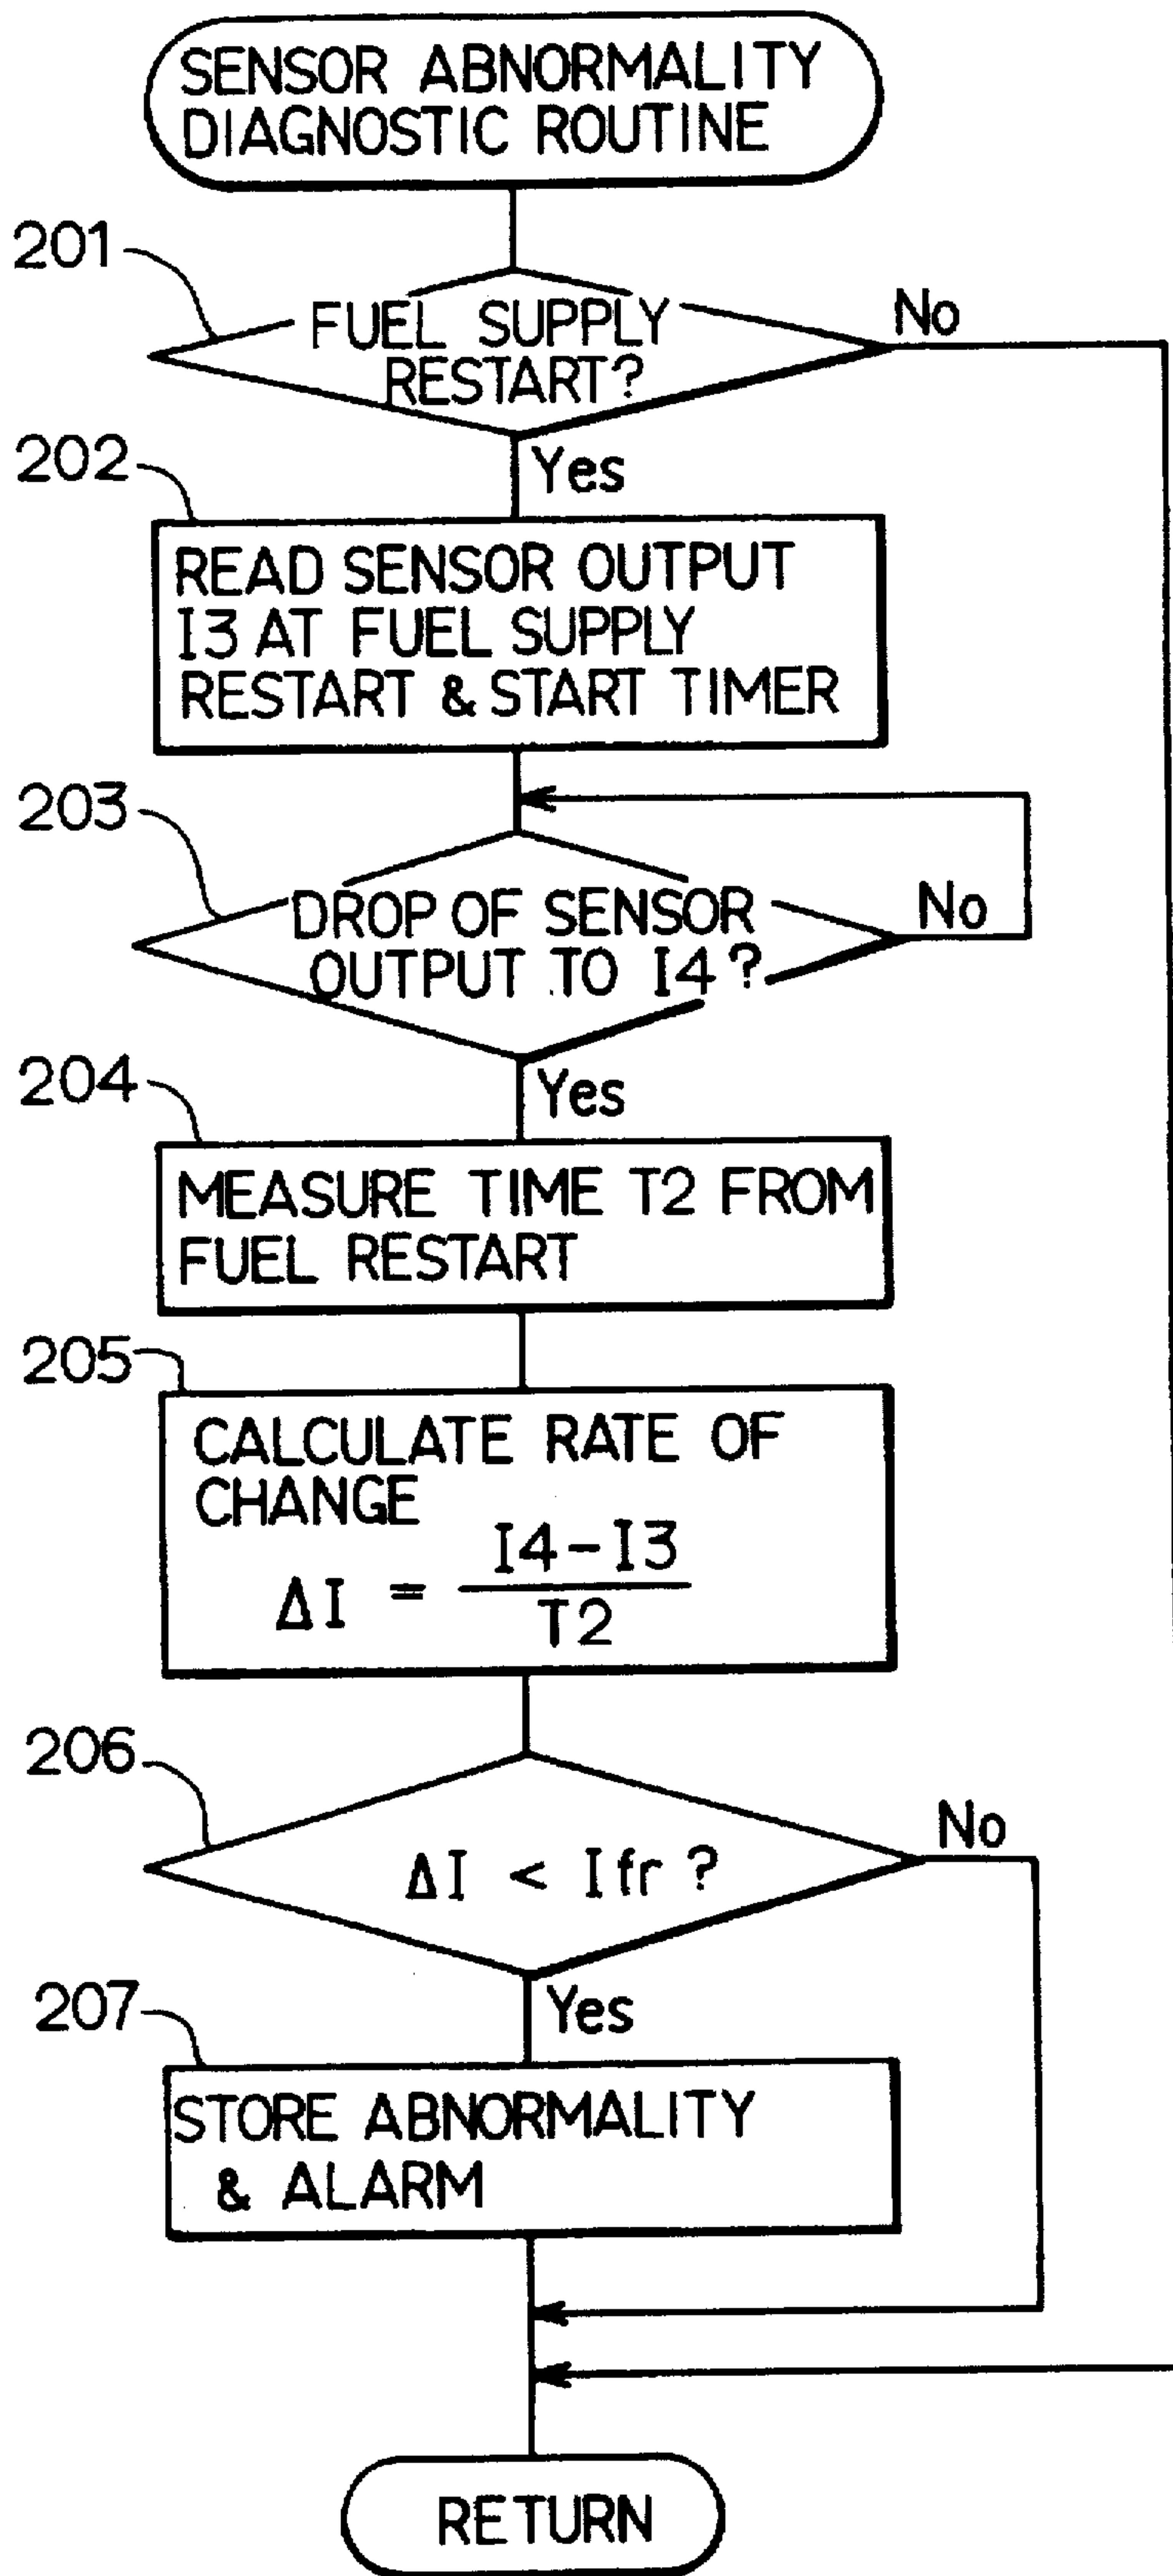 SENSOR ABNORMALITY
DIAGNOSTIC ROUTINE
201
FUEL SUPPLY
RESTART?
No
Yes
202
READ SENSOR OUTPUT
I3 AT FUEL SUPPLY
RESTART & START TIMER
203
DROP OF SENSOR
OUTPUT TO I4?
No
Yes
204
MEASURE TIME T2 FROM
FUEL RESTART
205
CALCULATE RATE OF
CHANGE
ΔI = I4-I3
T2
206
ΔI < Ifr ?
No
Yes
207
STORE ABNORMALITY
& ALARM
RETURN